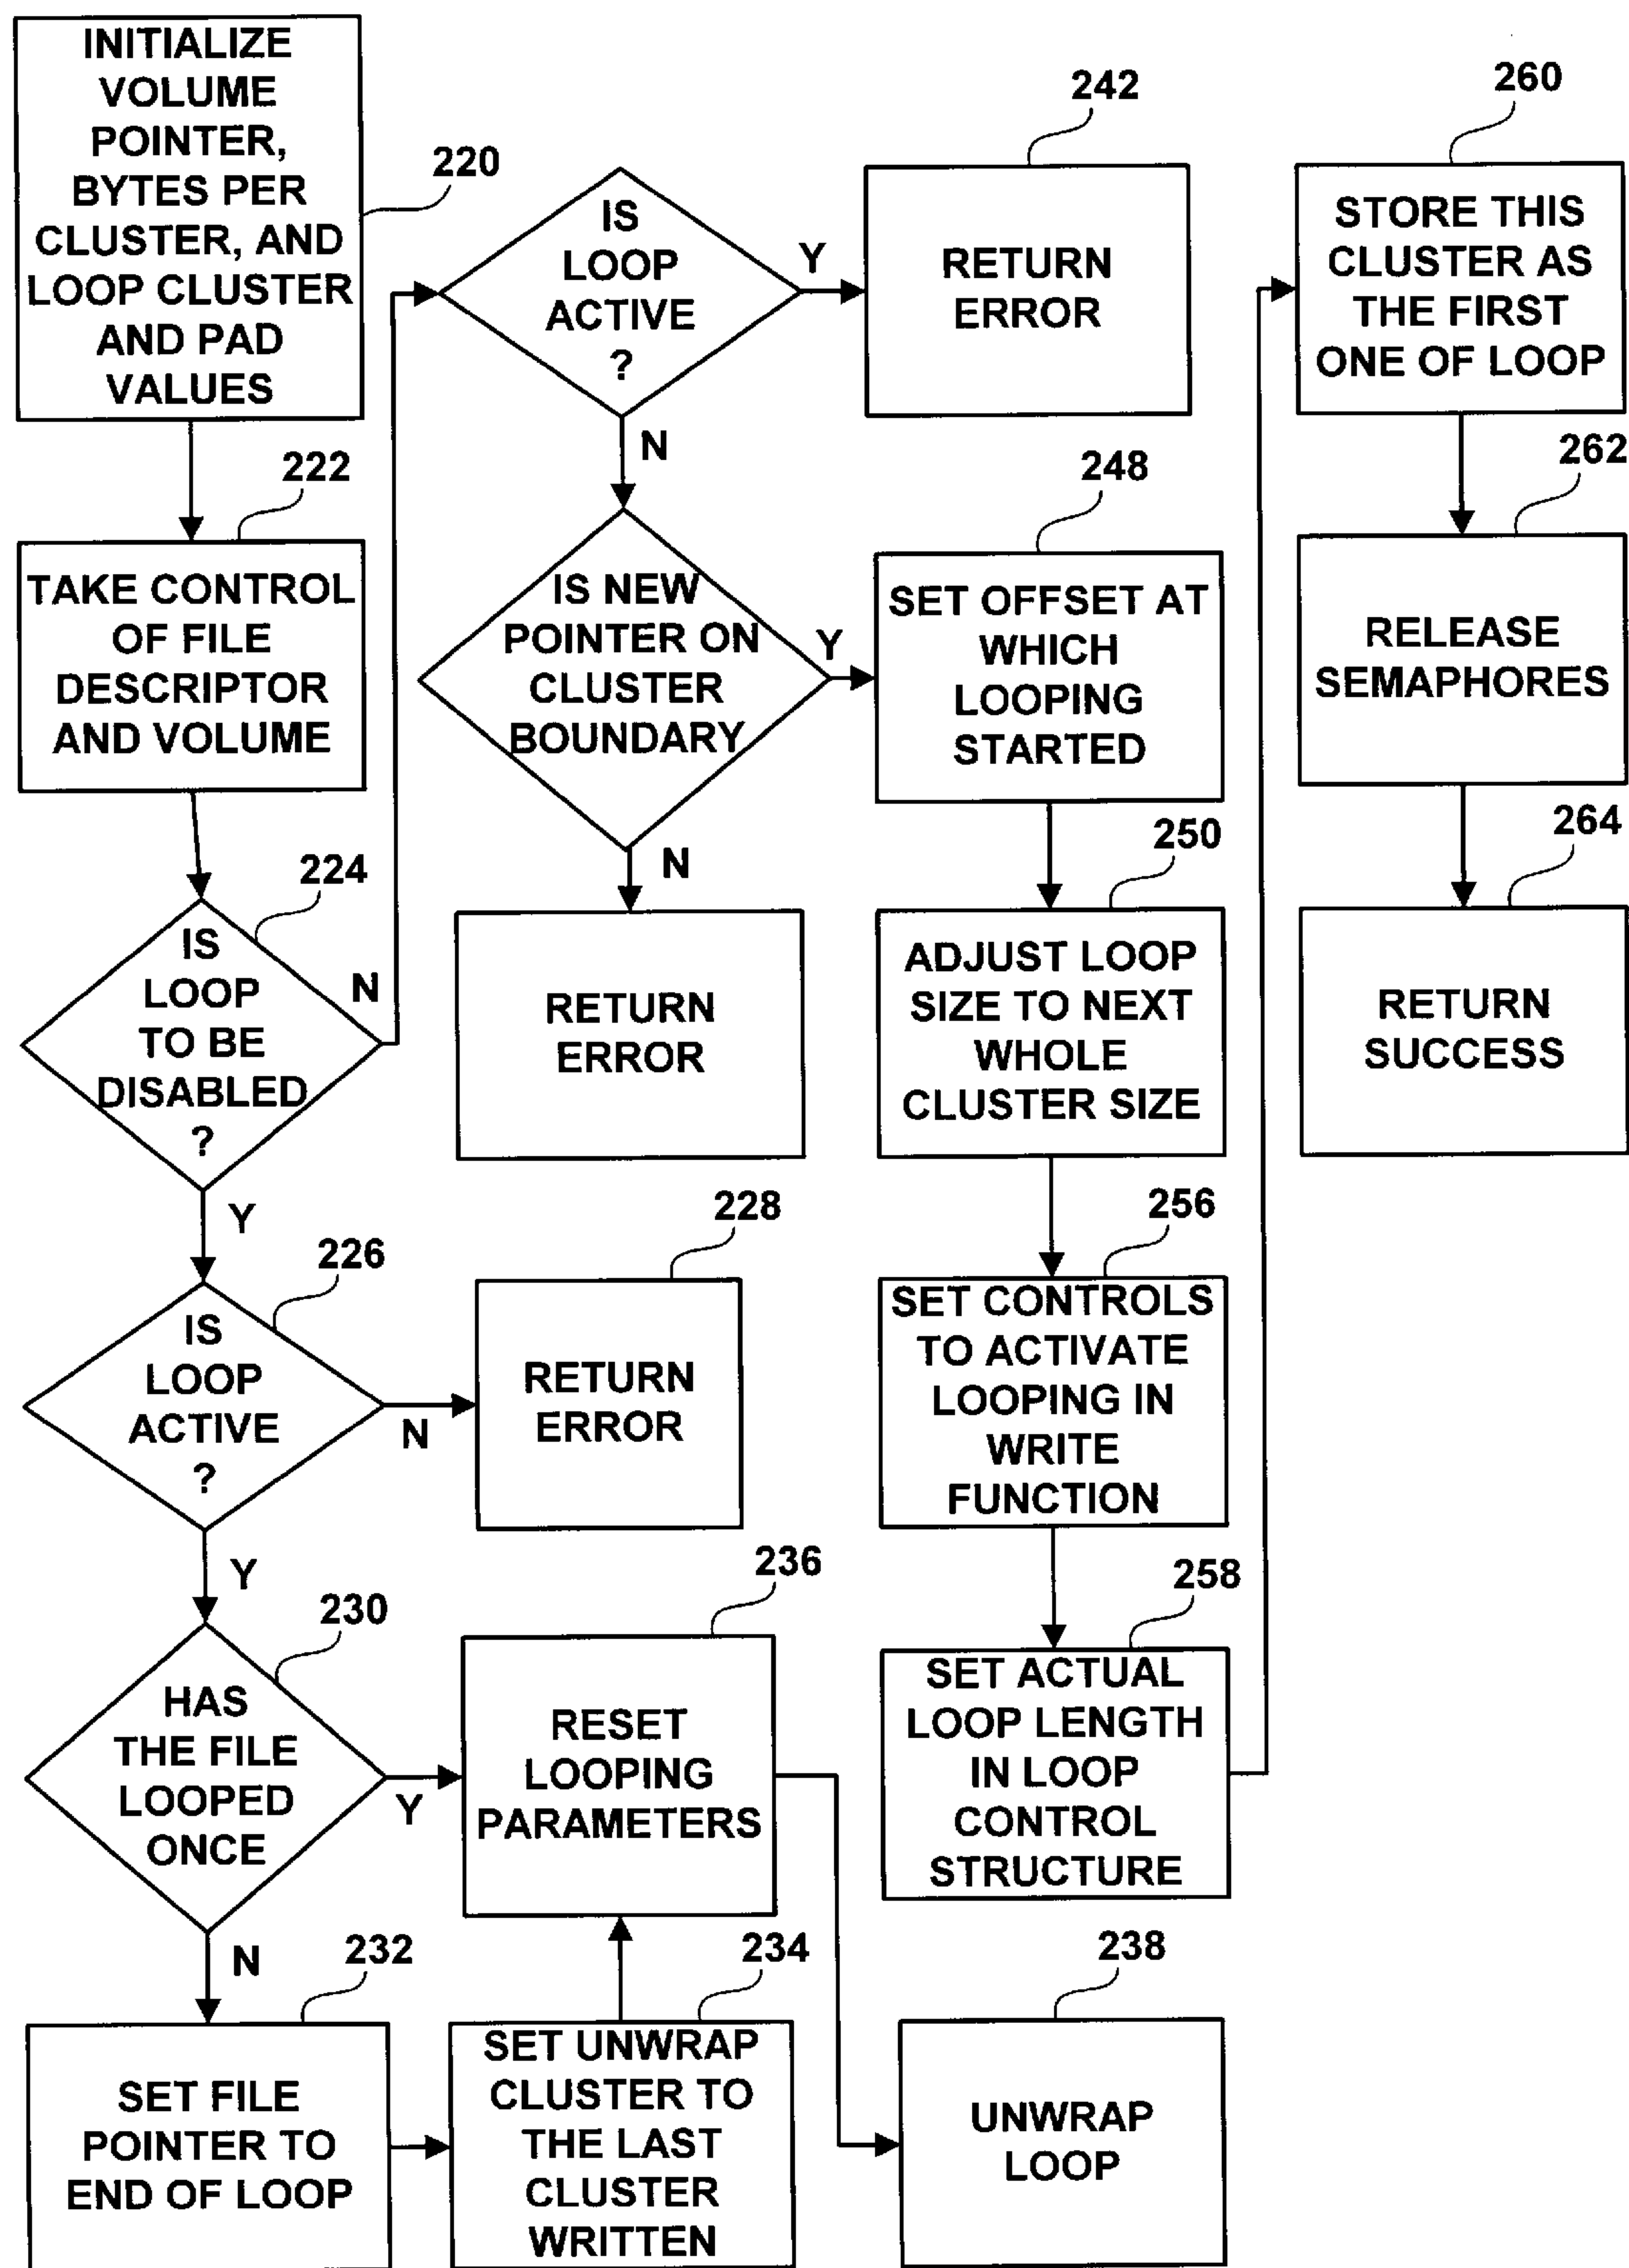 INITIALIZE
VOLUME
POINTER,
BYTES PER
CLUSTER, AND
LOOP CLUSTER
AND PAD
VALUES
220
222
TAKE CONTROL
OF FILE
DESCRIPTOR
AND VOLUME
224
IS
LOOP
TO BE
DISABLED
?
N
Y
226
IS
LOOP
ACTIVE
?
N
228
RETURN
ERROR
Y
230
HAS
THE FILE
LOOPED
ONCE
Y
N
232
SET FILE
POINTER TO
END OF LOOP
234
SET UNWRAP
CLUSTER TO
THE LAST
CLUSTER
WRITTEN
236
RESET
LOOPING
PARAMETERS
238
UNWRAP
LOOP
IS
LOOP
ACTIVE
?
Y
242
RETURN
ERROR
N
IS NEW
POINTER ON
CLUSTER
BOUNDARY
Y
N
RETURN
ERROR
248
SET OFFSET AT
WHICH
LOOPING
STARTED
250
ADJUST LOOP
SIZE TO NEXT
WHOLE
CLUSTER SIZE
256
SET CONTROLS
TO ACTIVATE
LOOPING IN
WRITE
FUNCTION
258
SET ACTUAL
LOOP LENGTH
IN LOOP
CONTROL
STRUCTURE
260
STORE THIS
CLUSTER AS
THE FIRST
ONE OF LOOP
262
RELEASE
SEMAPHORES
264
RETURN
SUCCESS